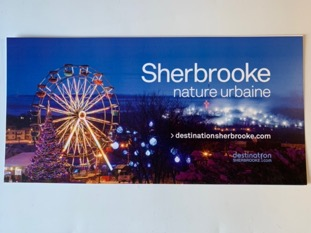 Sherbrooke
nature urbaine
> destinationsherbrooke.com
destination
SHERBROOKE.COM